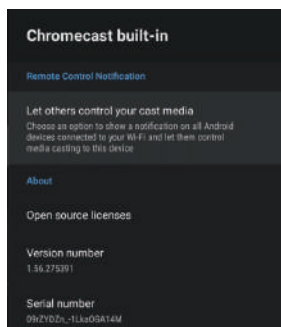 Chromecast built-in
Remote Control Notification
Let others control your cast media
Choose an option to show a notification on all Android
devices connected to your Wi-Fi and let them control
media casting to this device
About
Open source licenses
Version number
1.56.275391
Serial number